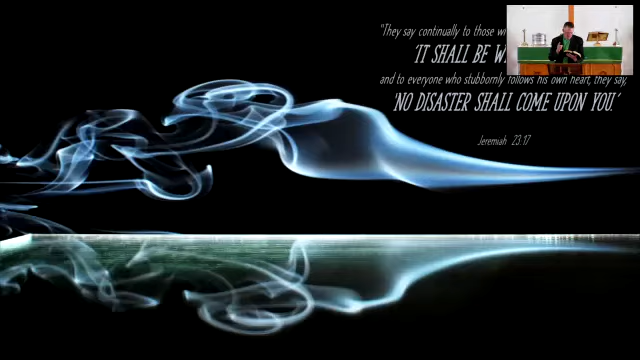 "They say continually to those
'IT SHALL BE
and to everyone who stubbornly follows his own heart, they say,
'NO DISASTER SHALL COME UPON YOU.'
Jeremiah 23:17